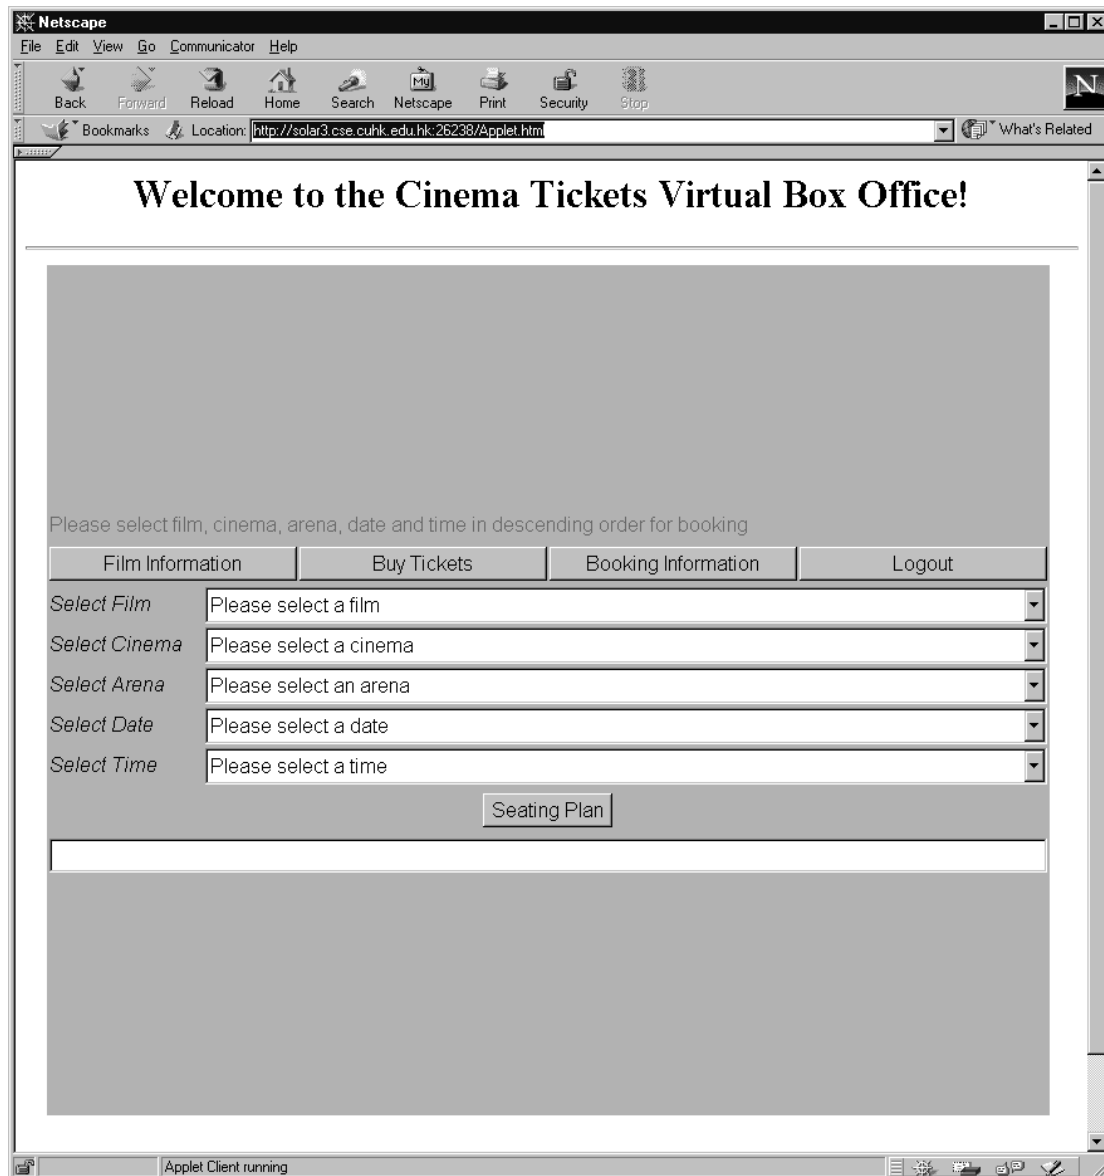 Netscape
File Edit View Go Communicator Help
Back Forward Reload Home Search Netscape Print Security Stop
My
N
Bookmarks Location: http://solar3.cse.cuhk.edu.hk:26238/Applet.html What's Related
Welcome to the Cinema Tickets Virtual Box Office!
Please select film, cinema, arena, date and time in descending order for booking
Film Information Buy Tickets Booking Information Logout
Select Film Please select a film
Select Cinema Please select a cinema
Select Arena Please select an arena
Select Date Please select a date
Select Time Please select a time
Seating Plan
Applet Client running